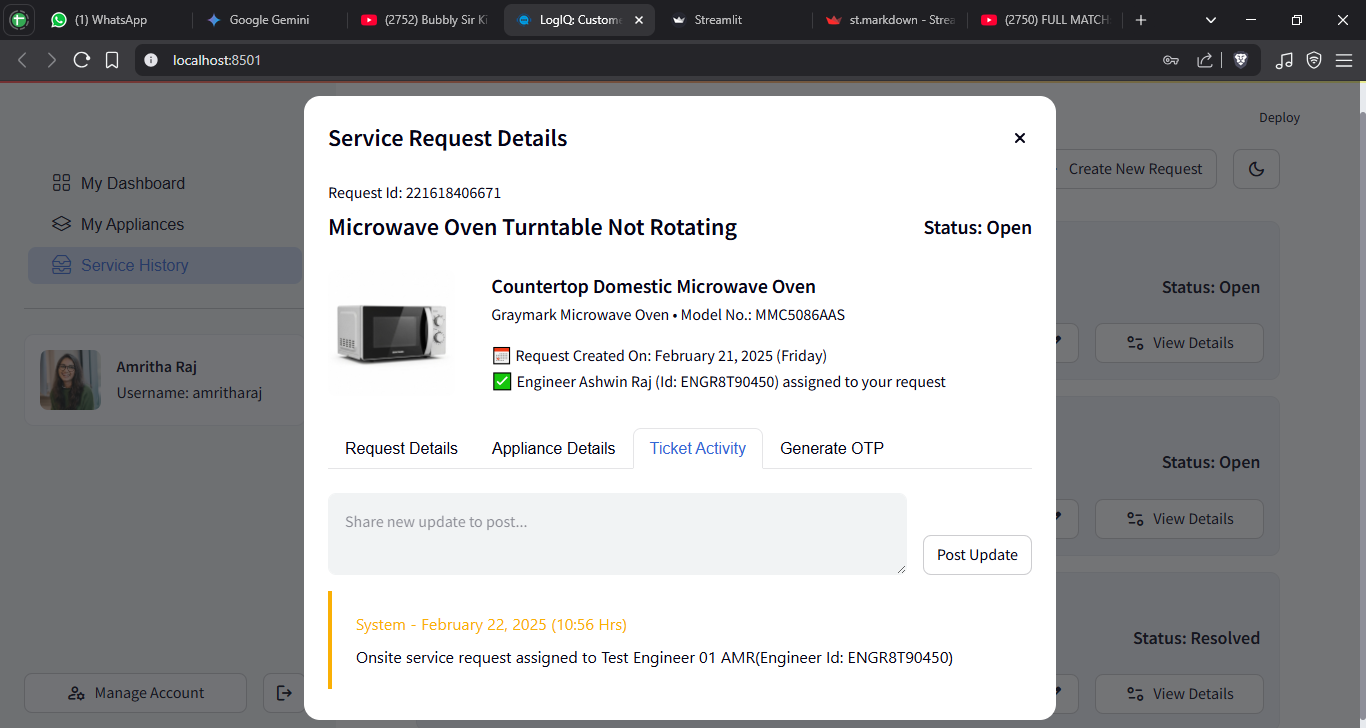 (1) WhatsApp
Google Gemini
(2752) Bubbly Sir Ki
LogIQ: Custome
Streamlit
st.markdown - Strea
(2750) FULL MATCH:
localhost:8501
Deploy
My Dashboard
My Appliances
Service History
Amritha Raj
Username: amritharaj
Manage Account
Create New Request
Service Request Details
Request Id: 221618406671
Microwave Oven Turntable Not Rotating
Status: Open
Countertop Domestic Microwave Oven
Graymark Microwave Oven • Model No.: MMC5086AAS
Request Created On: February 21, 2025 (Friday)
Engineer Ashwin Raj (Id: ENGR8T90450) assigned to your request
Request Details
Appliance Details
Ticket Activity
Generate OTP
Share new update to post...
Post Update
System - February 22, 2025 (10:56 Hrs)
Onsite service request assigned to Test Engineer 01 AMR(Engineer Id: ENGR8T90450)
Status: Open
View Details
Status: Open
View Details
Status: Resolved
View Details